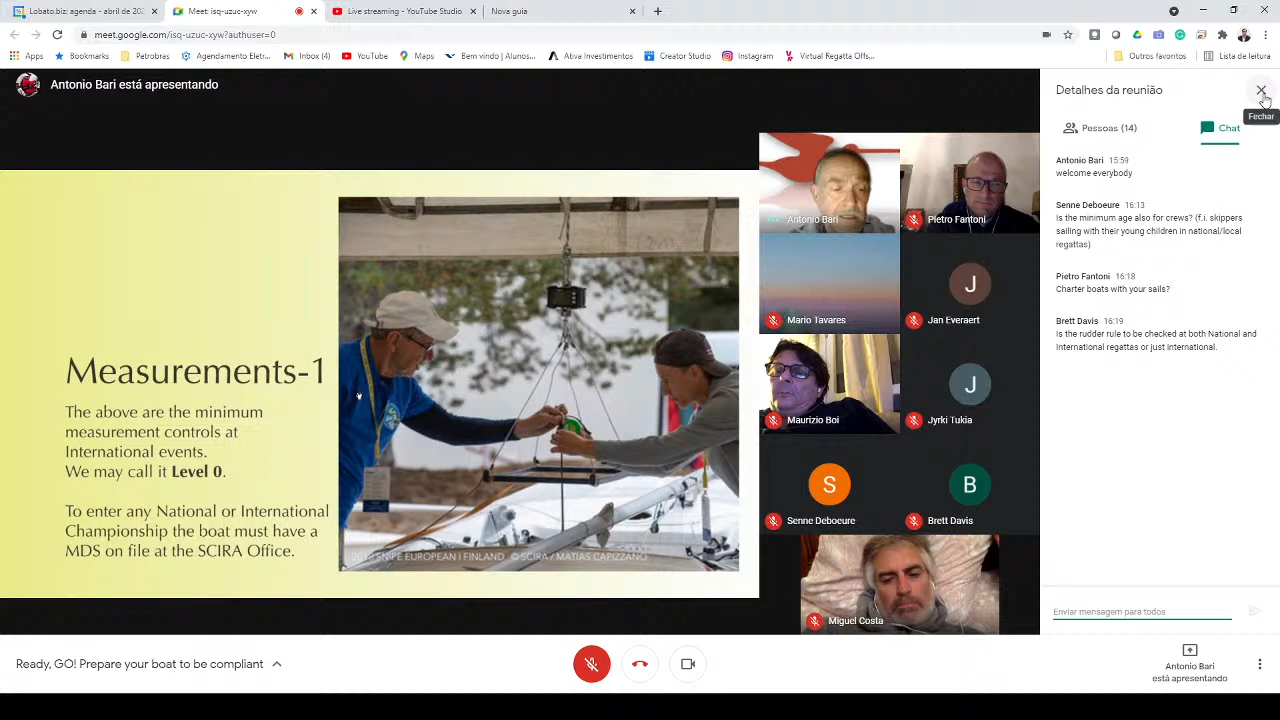 Lobato.biz: agenda - abril de 202
Meet: isq-uzuc-xyw
Live streaming - YouTube Studio
Nova guia
meet.google.com/isq-uzuc-xyw?authuser=0
Apps
Bookmarks
Petrobras
Agendamento Eletr...
Inbox (4)
YouTube
Maps
Bem vindo | Alunos...
Ativa Investimentos
Creator Studio
Instagram
Virtual Regatta Offs...
Outros favoritos
Lista de leitura
Antonio Bari está apresentando
Measurements-1
The above are the minimum
measurement controls at
International events.
We may call it Level 0.
To enter any National or International
Championship the boat must have a
MDS on file at the SCIRA Office.
SNIPE EUROPEAN | FINLAND © SCIRA / MATIAS CAPIZZANO
Antonio Bari
Pietro Fantoni
Mario Tavares
Jan Everaert
J
Maurizio Boi
Jyrki Tukia
J
Senne Deboeure
S
Brett Davis
B
Miguel Costa
Detalhes da reunião
Fechar
Pessoas (14)
Chat
Antonio Bari 15:59
welcome everybody
Senne Deboeure 16:13
Is the minimum age also for crews? (f.i. skippers
sailing with their young children in national/local
regattas)
Pietro Fantoni 16:18
Charter boats with your sails?
Brett Davis 16:19
Is the rudder rule to be checked at both National and
International regattas or just International.
Enviar mensagem para todos
Ready, GO! Prepare your boat to be compliant
Antonio Bari
está apresentando